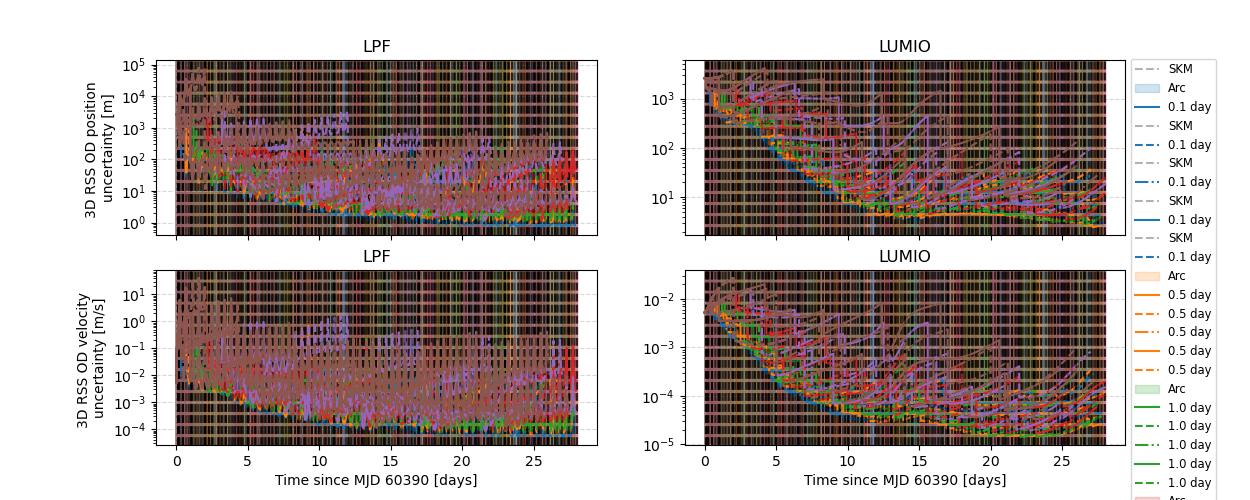 LPF
LUMIO
3D RSS OD position
uncertainty [m]
10^5
10^4
10^3
10^2
10^1
10^0
10^3
10^2
10^1
LPF
LUMIO
3D RSS OD velocity
uncertainty [m/s]
10^1
10^0
10^−1
10^−2
10^−3
10^−4
10^−2
10^−3
10^−4
10^−5
0 5 10 15 20 25
0 5 10 15 20 25
Time since MJD 60390 [days]
Time since MJD 60390 [days]
SKM
Arc
0.1 day
SKM
0.1 day
SKM
0.1 day
SKM
0.1 day
SKM
0.1 day
Arc
0.5 day
0.5 day
0.5 day
0.5 day
0.5 day
Arc
1.0 day
1.0 day
1.0 day
1.0 day
1.0 day
Arc